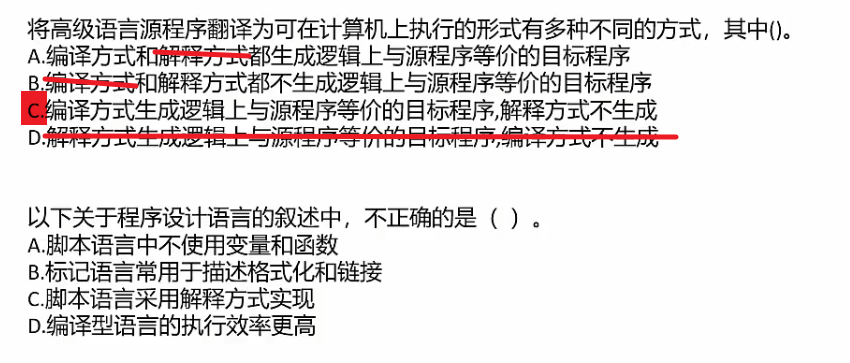 将高级语言源程序翻译为可在计算机上执行的形式有多种不同的方式，其中()。
A.编译方式和解释方式都生成逻辑上与源程序等价的目标程序
B.编译方式和解释方式都不生成逻辑上与源程序等价的目标程序
C.编译方式生成逻辑上与源程序等价的目标程序,解释方式不生成
D.解释方式生成逻辑上与源程序等价的目标程序,编译方式不生成
以下关于程序设计语言的叙述中，不正确的是（ ）。
A.脚本语言中不使用变量和函数
B.标记语言常用于描述格式化和链接
C.脚本语言采用解释方式实现
D.编译型语言的执行效率更高